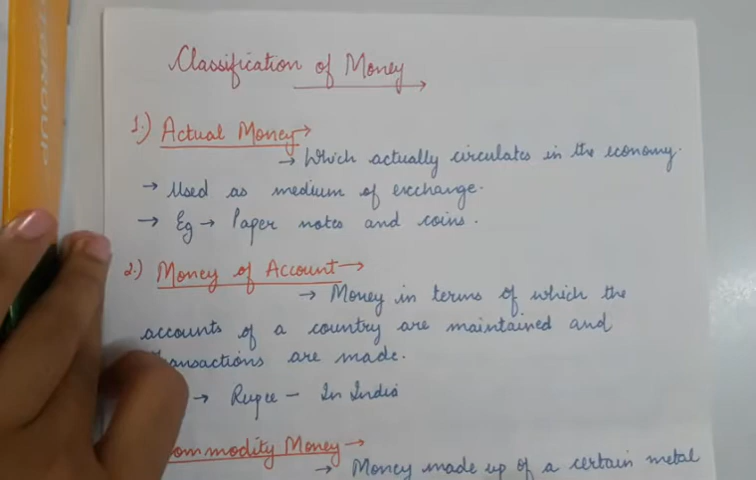 Classification of Money
1.) Actual Money →
→ Which actually circulates in the economy.
→ Used as medium of exchange.
→ Eg → Paper notes and coins.
2.) Money of Account →
→ Money in terms of which the
accounts of a country are maintained and
ansactions are made.
→ Rupee - In India
ommodity Money →
→ Money made up of a certain metal
GROUP